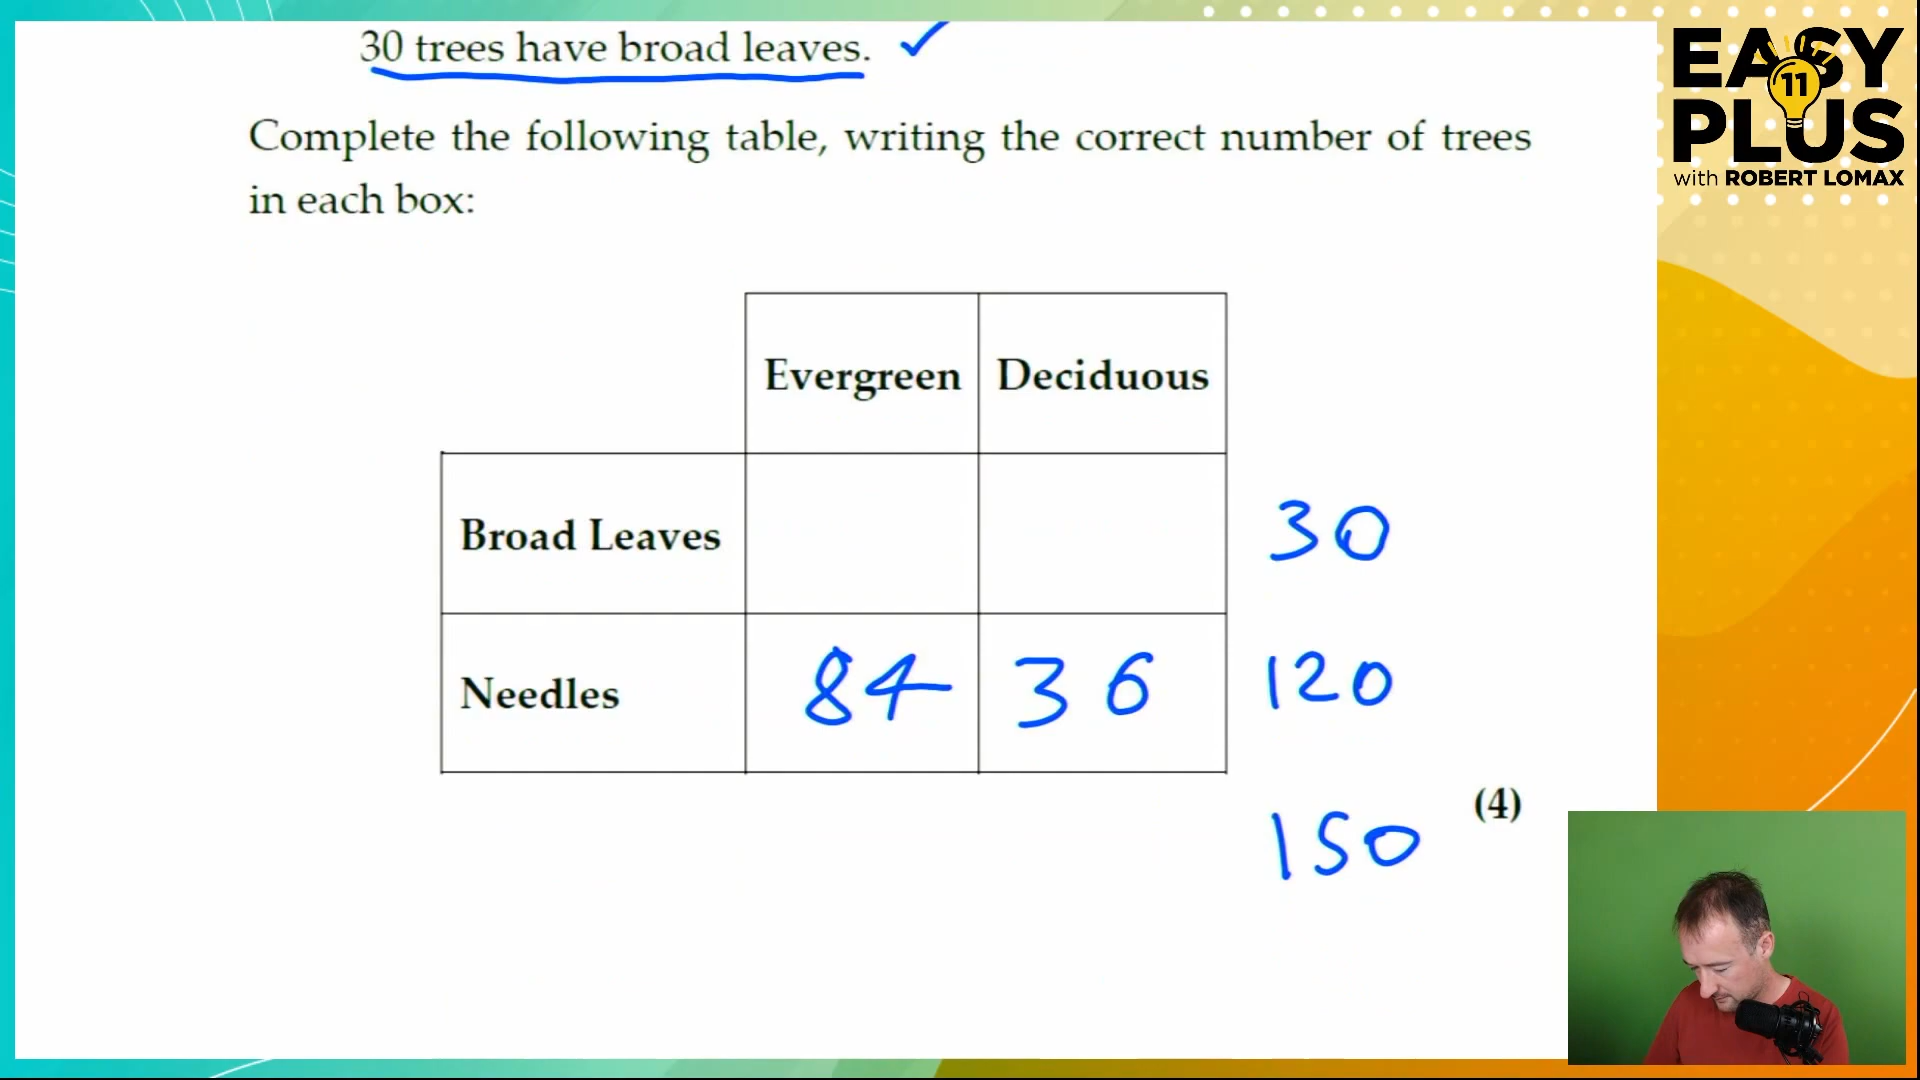 30 trees have broad leaves.
Complete the following table, writing the correct number of trees
in each box:
Evergreen Deciduous
Broad Leaves 30
Needles 84 36 120
(4)
150
EASY
11
PLUS
with ROBERT LOMAX